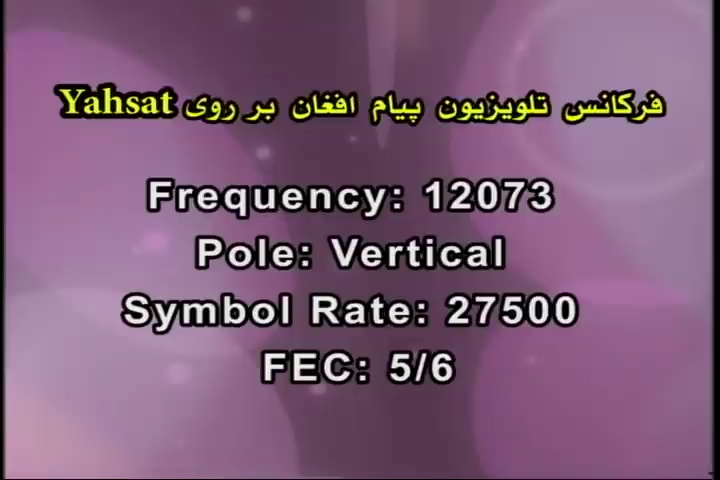 فرکانس تلویزیون پیام افغان بر روی Yahsat
Frequency: 12073
Pole: Vertical
Symbol Rate: 27500
FEC: 5/6